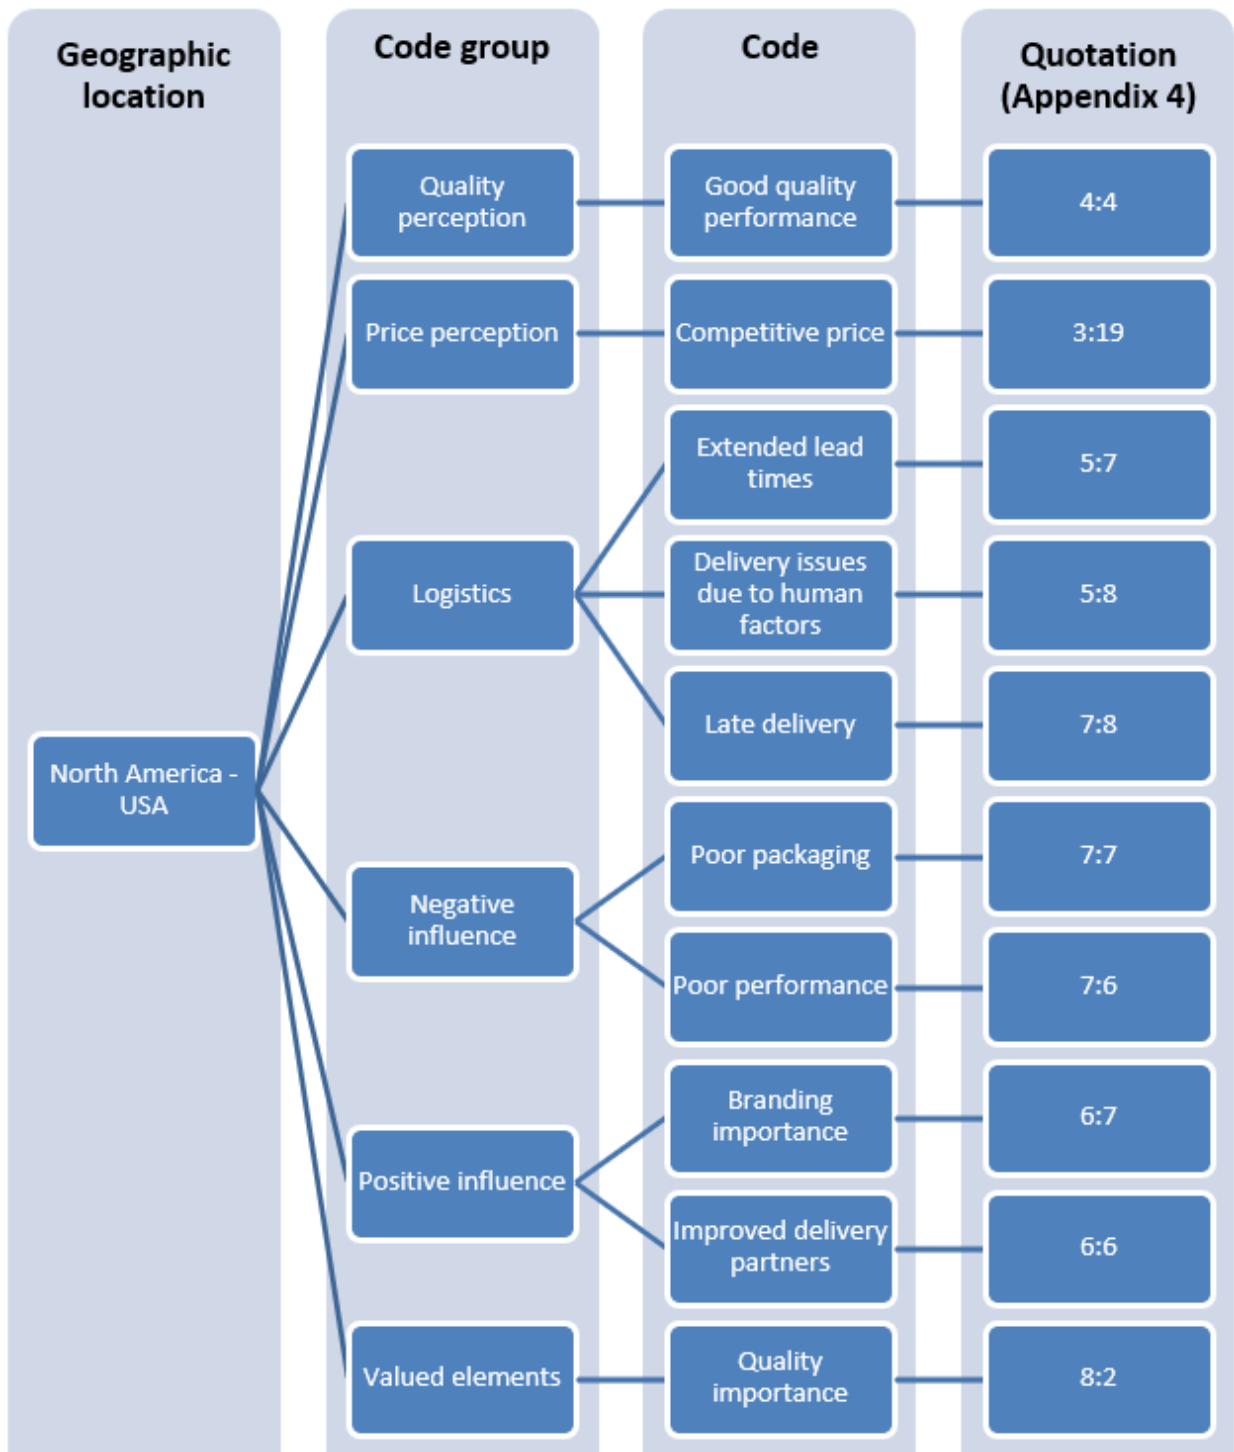 Geographic
location
Code group
Code
Quotation
(Appendix 4)
North America -
USA
Quality
perception
Good quality
performance
4:4
Price perception
Competitive price
3:19
Logistics
Extended lead
times
5:7
Delivery issues
due to human
factors
5:8
Late delivery
7:8
Negative
influence
Poor packaging
7:7
Poor performance
7:6
Positive influence
Branding
importance
6:7
Improved delivery
partners
6:6
Valued elements
Quality
importance
8:2